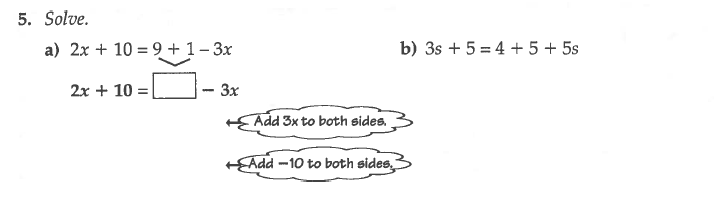 5. Solve.
a) 2x + 10 = 9 + 1 – 3x
b) 3s + 5 = 4 + 5 + 5s
2x + 10 = – 3x
Add 3x to both sides.
Add –10 to both sides.